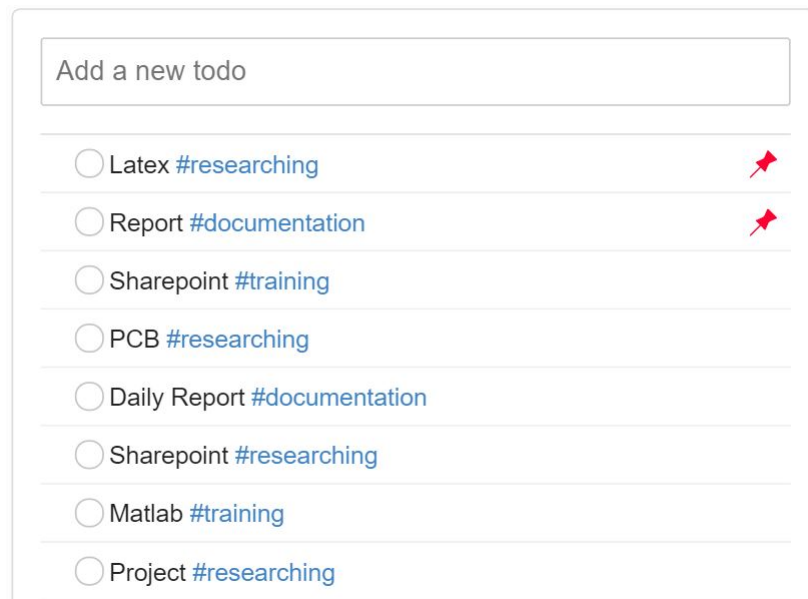 Add a new todo
Latex #researching
Report #documentation
Sharepoint #training
PCB #researching
Daily Report #documentation
Sharepoint #researching
Matlab #training
Project #researching